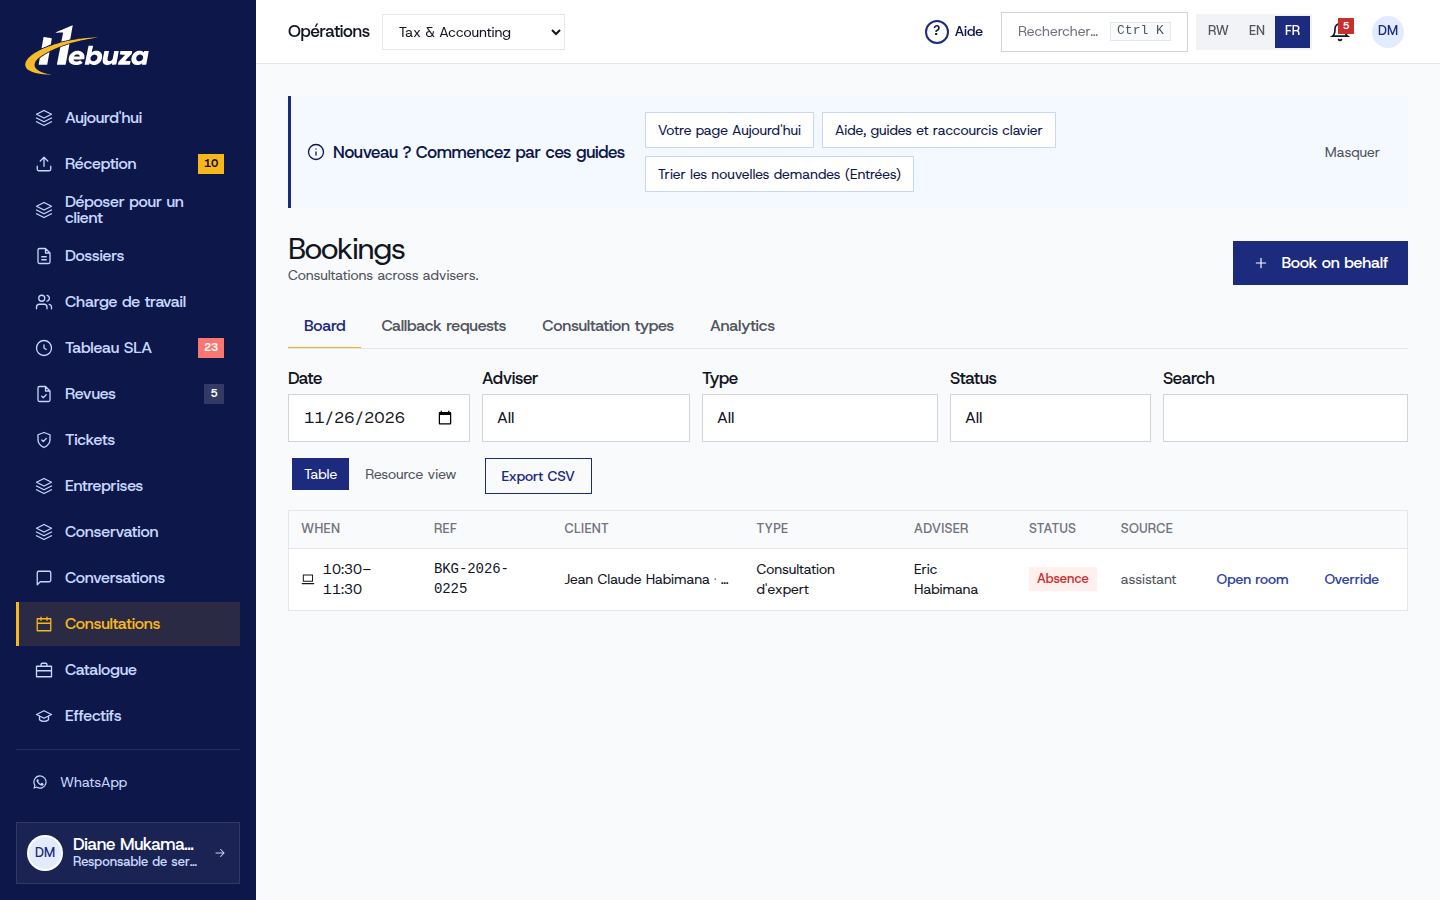 Hebuza
Opérations
Tax & Accounting
? Aide
Rechercher...
Ctrl K
RW
EN
FR
5
DM
Aujourd'hui
Réception
10
Déposer pour un
client
Dossiers
Charge de travail
Tableau SLA
23
Revues
5
Tickets
Entreprises
Conservation
Conversations
Consultations
Catalogue
Effectifs
WhatsApp
DM
Diane Mukama...
Responsable de ser...
Nouveau ? Commencez par ces guides
Votre page Aujourd'hui
Aide, guides et raccourcis clavier
Trier les nouvelles demandes (Entrées)
Masquer
Bookings
Consultations across advisers.
+ Book on behalf
Board
Callback requests
Consultation types
Analytics
Date
Adviser
Type
Status
Search
11/26/2026
All
All
All
Table
Resource view
Export CSV
WHEN
REF
CLIENT
TYPE
ADVISER
STATUS
SOURCE
10:30–
11:30
BKG-2026-
0225
Jean Claude Habimana · ...
Consultation
d'expert
Eric
Habimana
Absence
assistant
Open room
Override